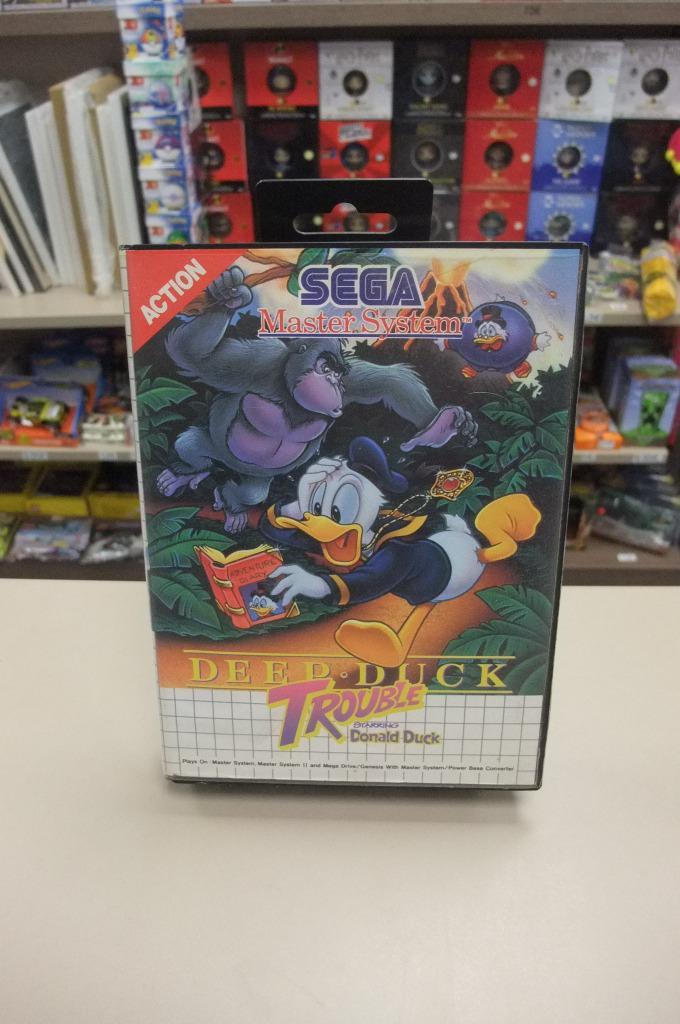 ACTION
SEGA
Master System™
ADVENTURE
DIARY
DEEP·DUCK
TROUBLE
STARRING
Donald Duck
Plays On: Master System, Master System II and Mega Drive/Genesis With Master System/Power Base Converter